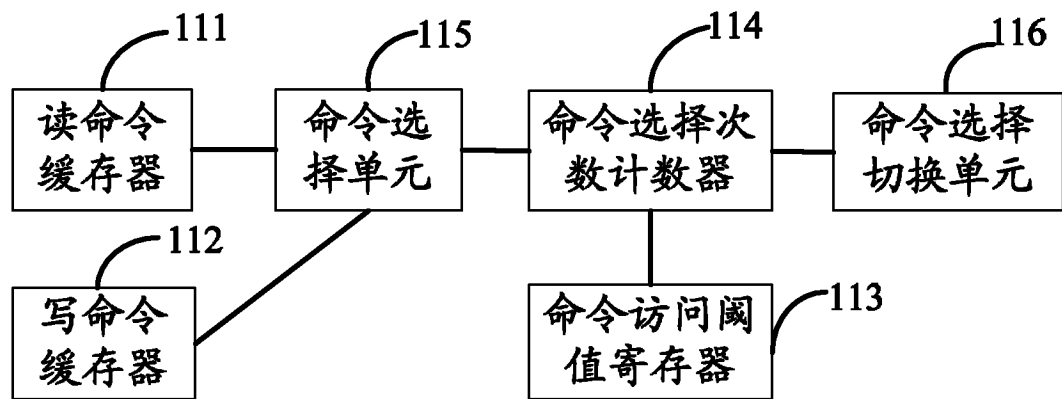 111
115
114
116
读命令
缓存器
命令选
择单元
命令选择次
数计数器
命令选择
切换单元
112
113
写命令
缓存器
命令访问阈
值寄存器